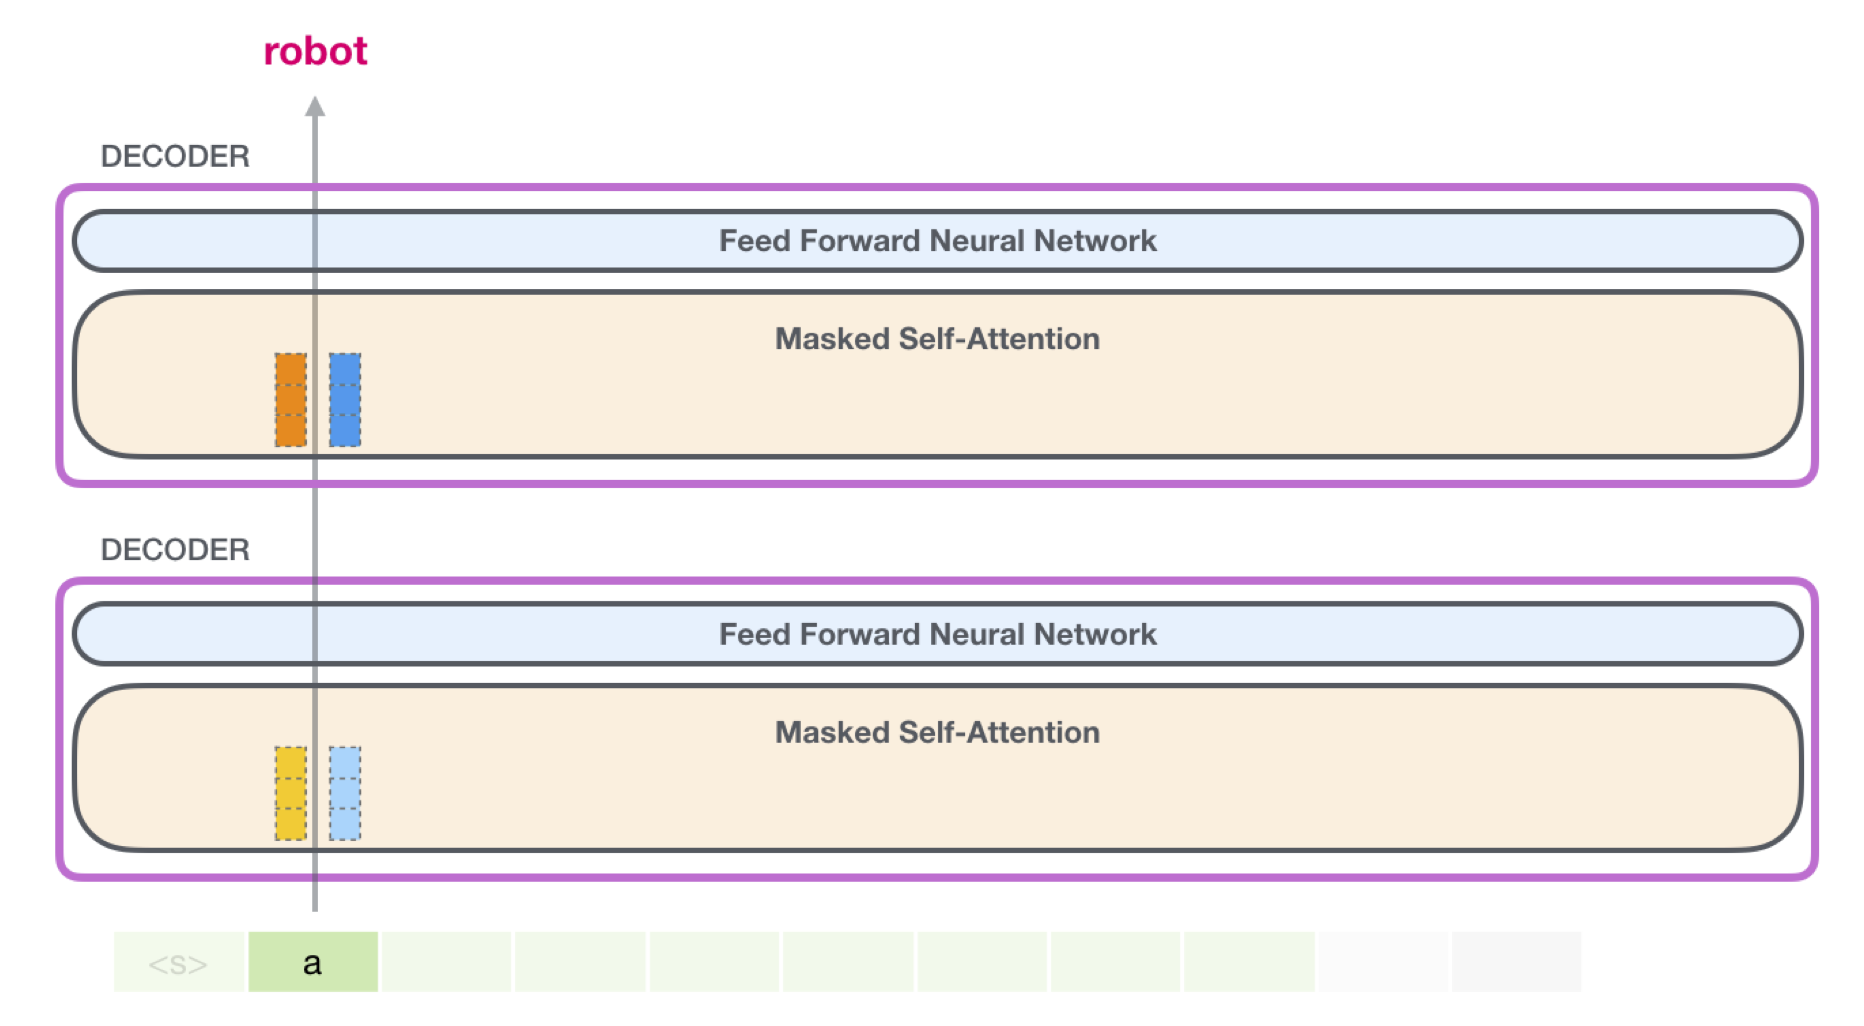 robot
DECODER
Feed Forward Neural Network
Masked Self-Attention
DECODER
Feed Forward Neural Network
Masked Self-Attention
<s> a